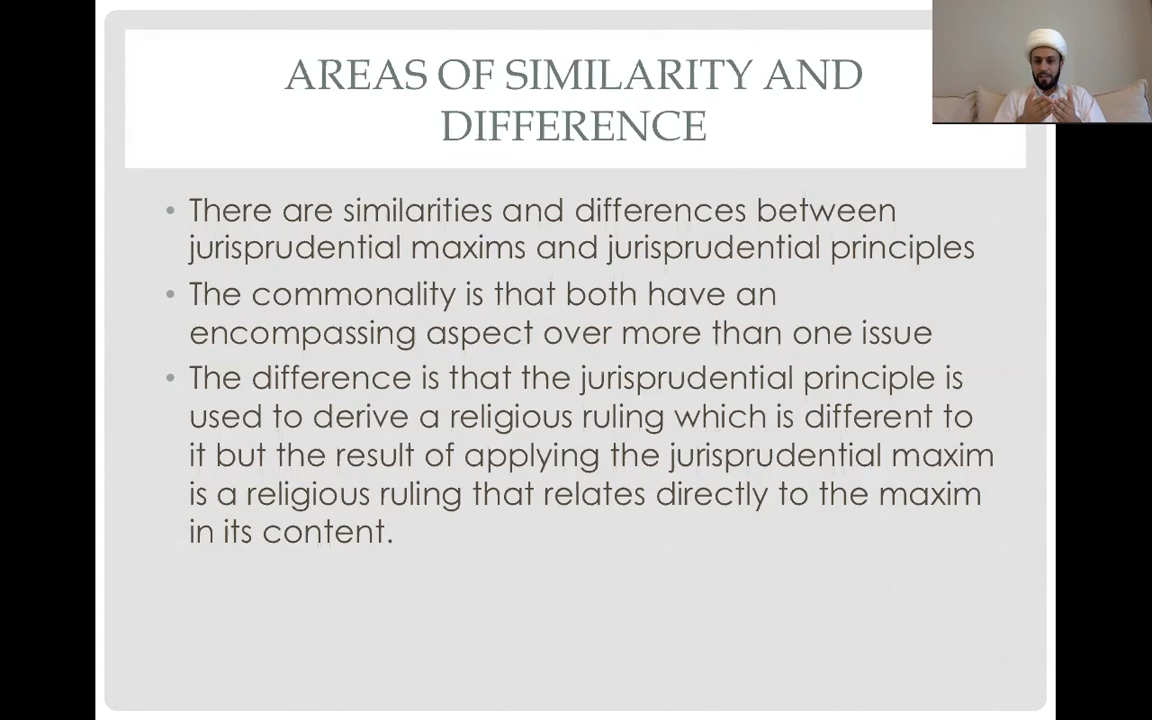 AREAS OF SIMILARITY AND
DIFFERENCE
• There are similarities and differences between
jurisprudential maxims and jurisprudential principles
• The commonality is that both have an
encompassing aspect over more than one issue
• The difference is that the jurisprudential principle is
used to derive a religious ruling which is different to
it but the result of applying the jurisprudential maxim
is a religious ruling that relates directly to the maxim
in its content.